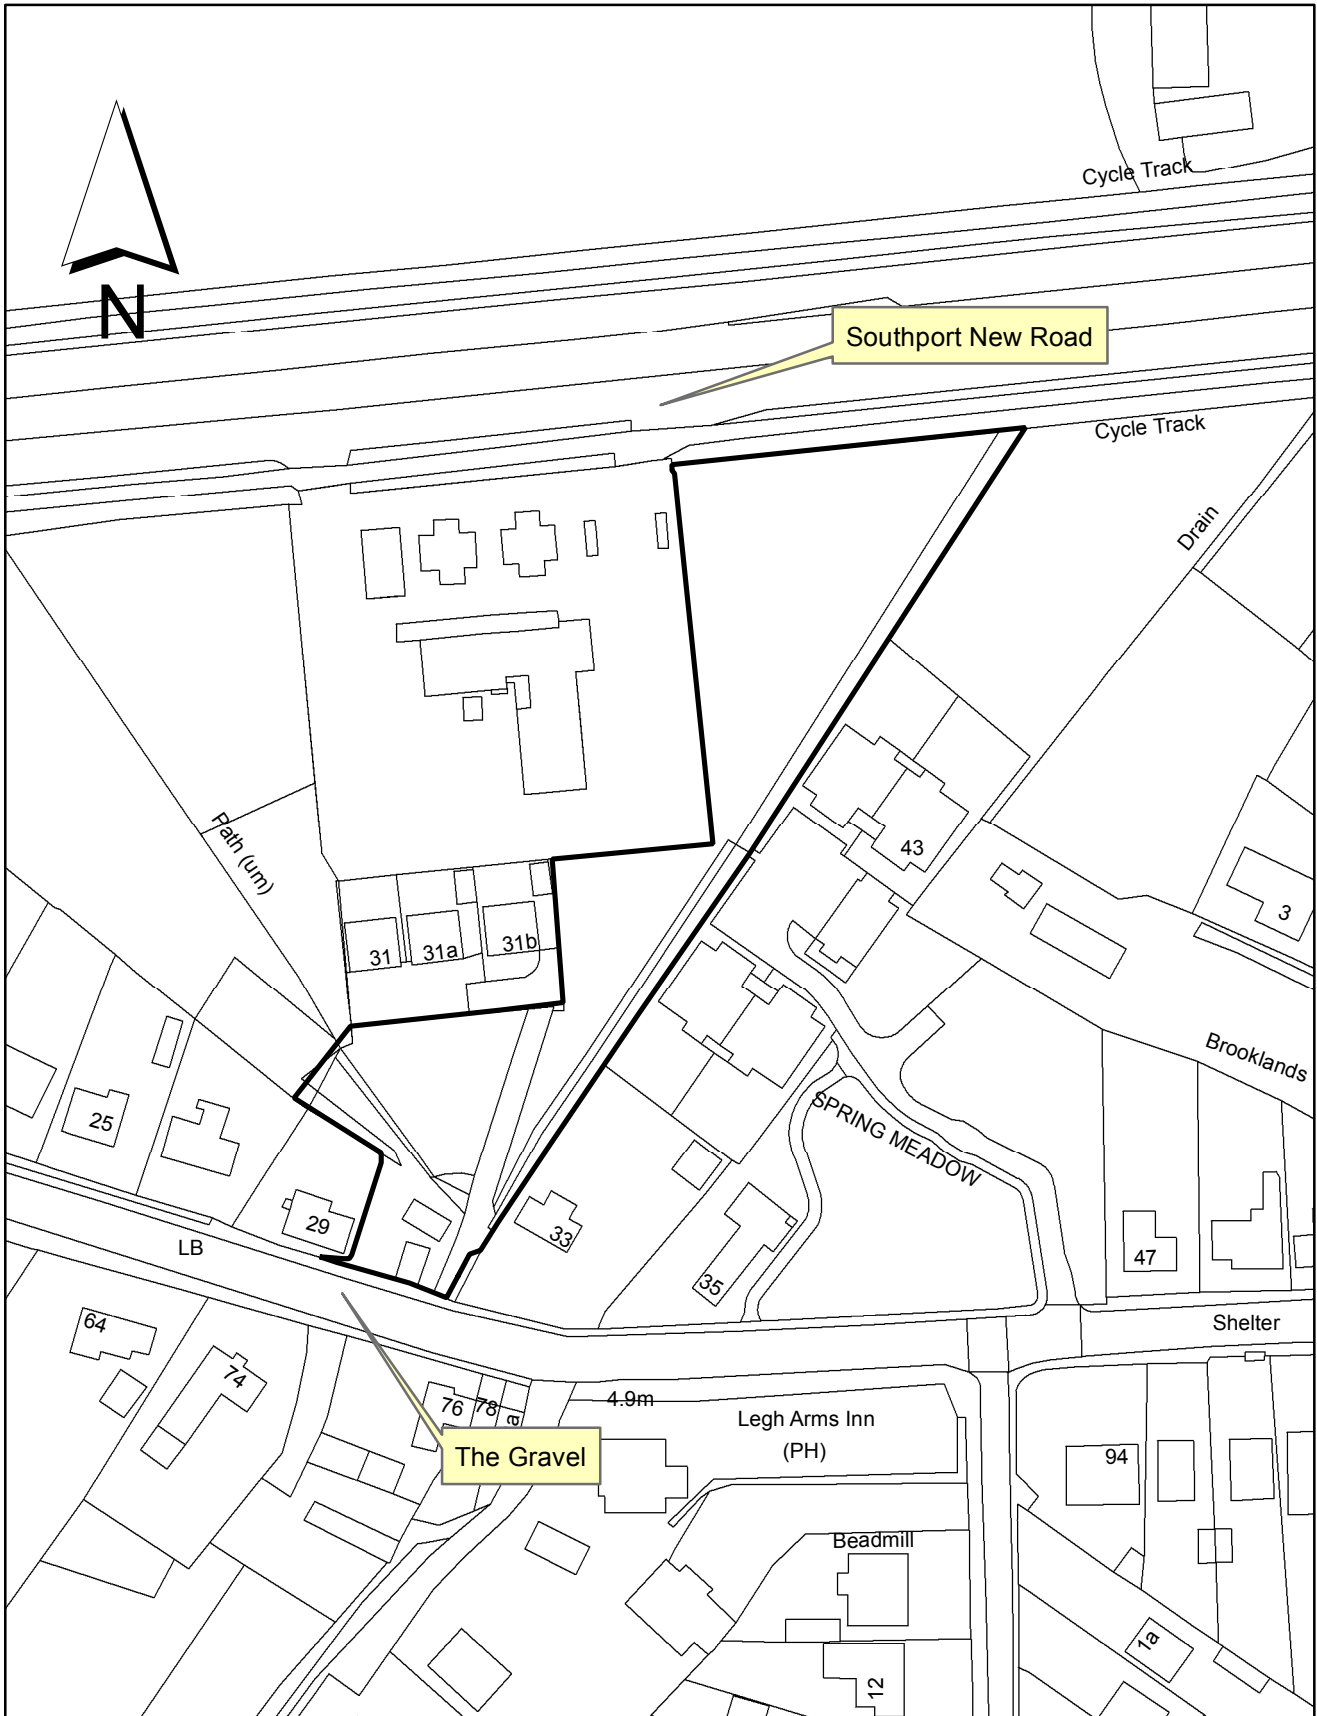 Cycle Track
N
Southport New Road
Cycle Track
Drain
Path (um)
43
3
31
31a
31b
Brooklands
25
SPRING MEADOW
29
33
LB
47
35
64
Shelter
74
76
78
a
4.9m
Legh Arms Inn
(PH)
The Gravel
94
Beadmill
1a
12